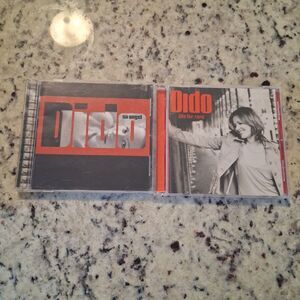 Dido
no angel
Dido
life for rent